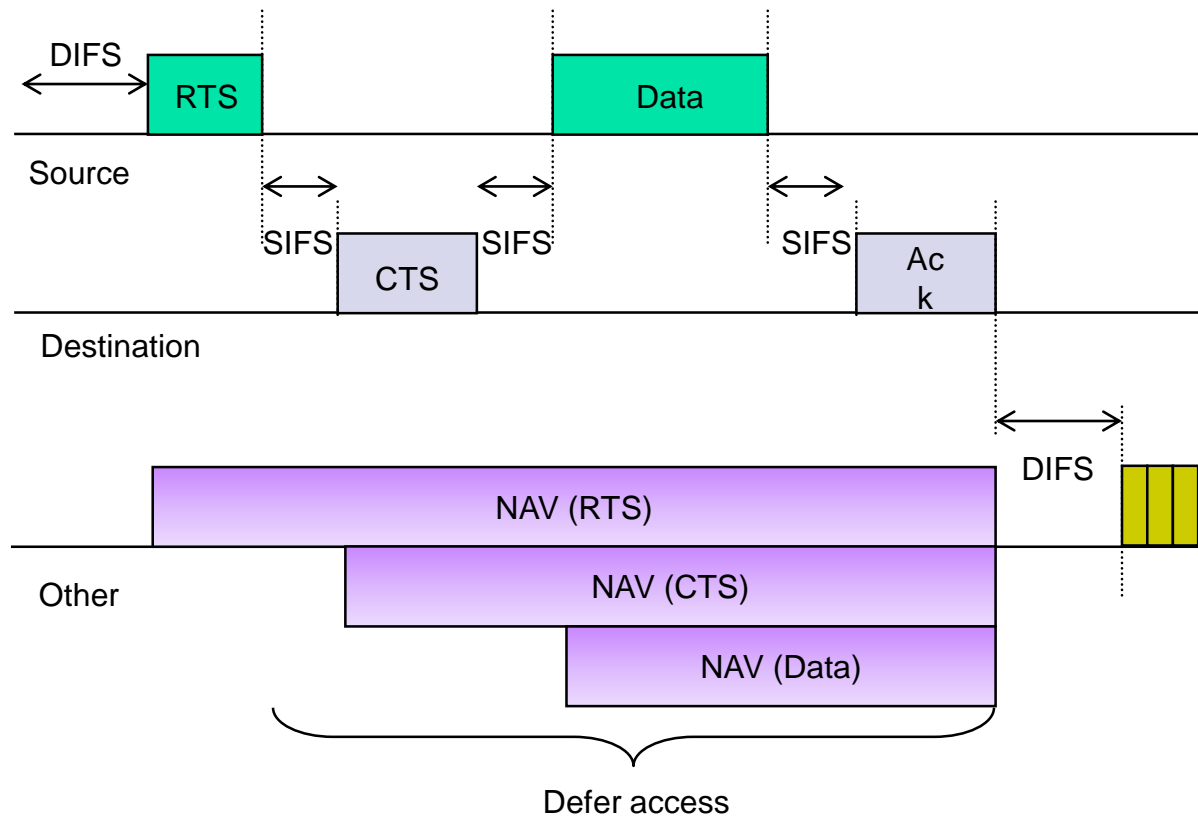 DIFS
RTS
Data
Source
SIFS
SIFS
SIFS
CTS
Ac
k
Destination
DIFS
NAV (RTS)
Other
NAV (CTS)
NAV (Data)
Defer access